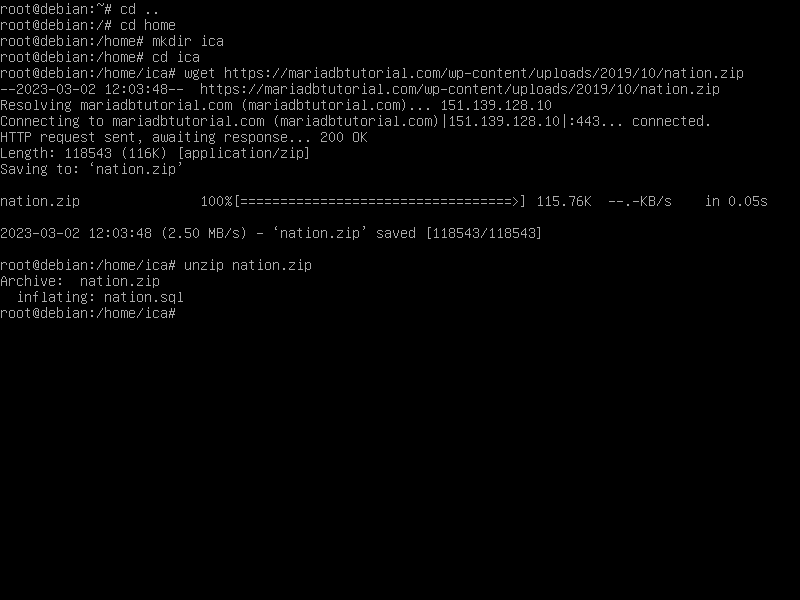 root@debian:~# cd ..
root@debian:/# cd home
root@debian:/home# mkdir ica
root@debian:/home# cd ica
root@debian:/home/ica# wget https://mariadbtutorial.com/wp-content/uploads/2019/10/nation.zip
--2023-03-02 12:03:48--  https://mariadbtutorial.com/wp-content/uploads/2019/10/nation.zip
Resolving mariadbtutorial.com (mariadbtutorial.com)... 151.139.128.10
Connecting to mariadbtutorial.com (mariadbtutorial.com)|151.139.128.10|:443... connected.
HTTP request sent, awaiting response... 200 OK
Length: 118543 (116K) [application/zip]
Saving to: ‘nation.zip’
nation.zip               100%[==================================>] 115.76K  --.-KB/s    in 0.05s
2023-03-02 12:03:48 (2.50 MB/s) - ‘nation.zip’ saved [118543/118543]
root@debian:/home/ica# unzip nation.zip
Archive:  nation.zip
  inflating: nation.sql
root@debian:/home/ica#